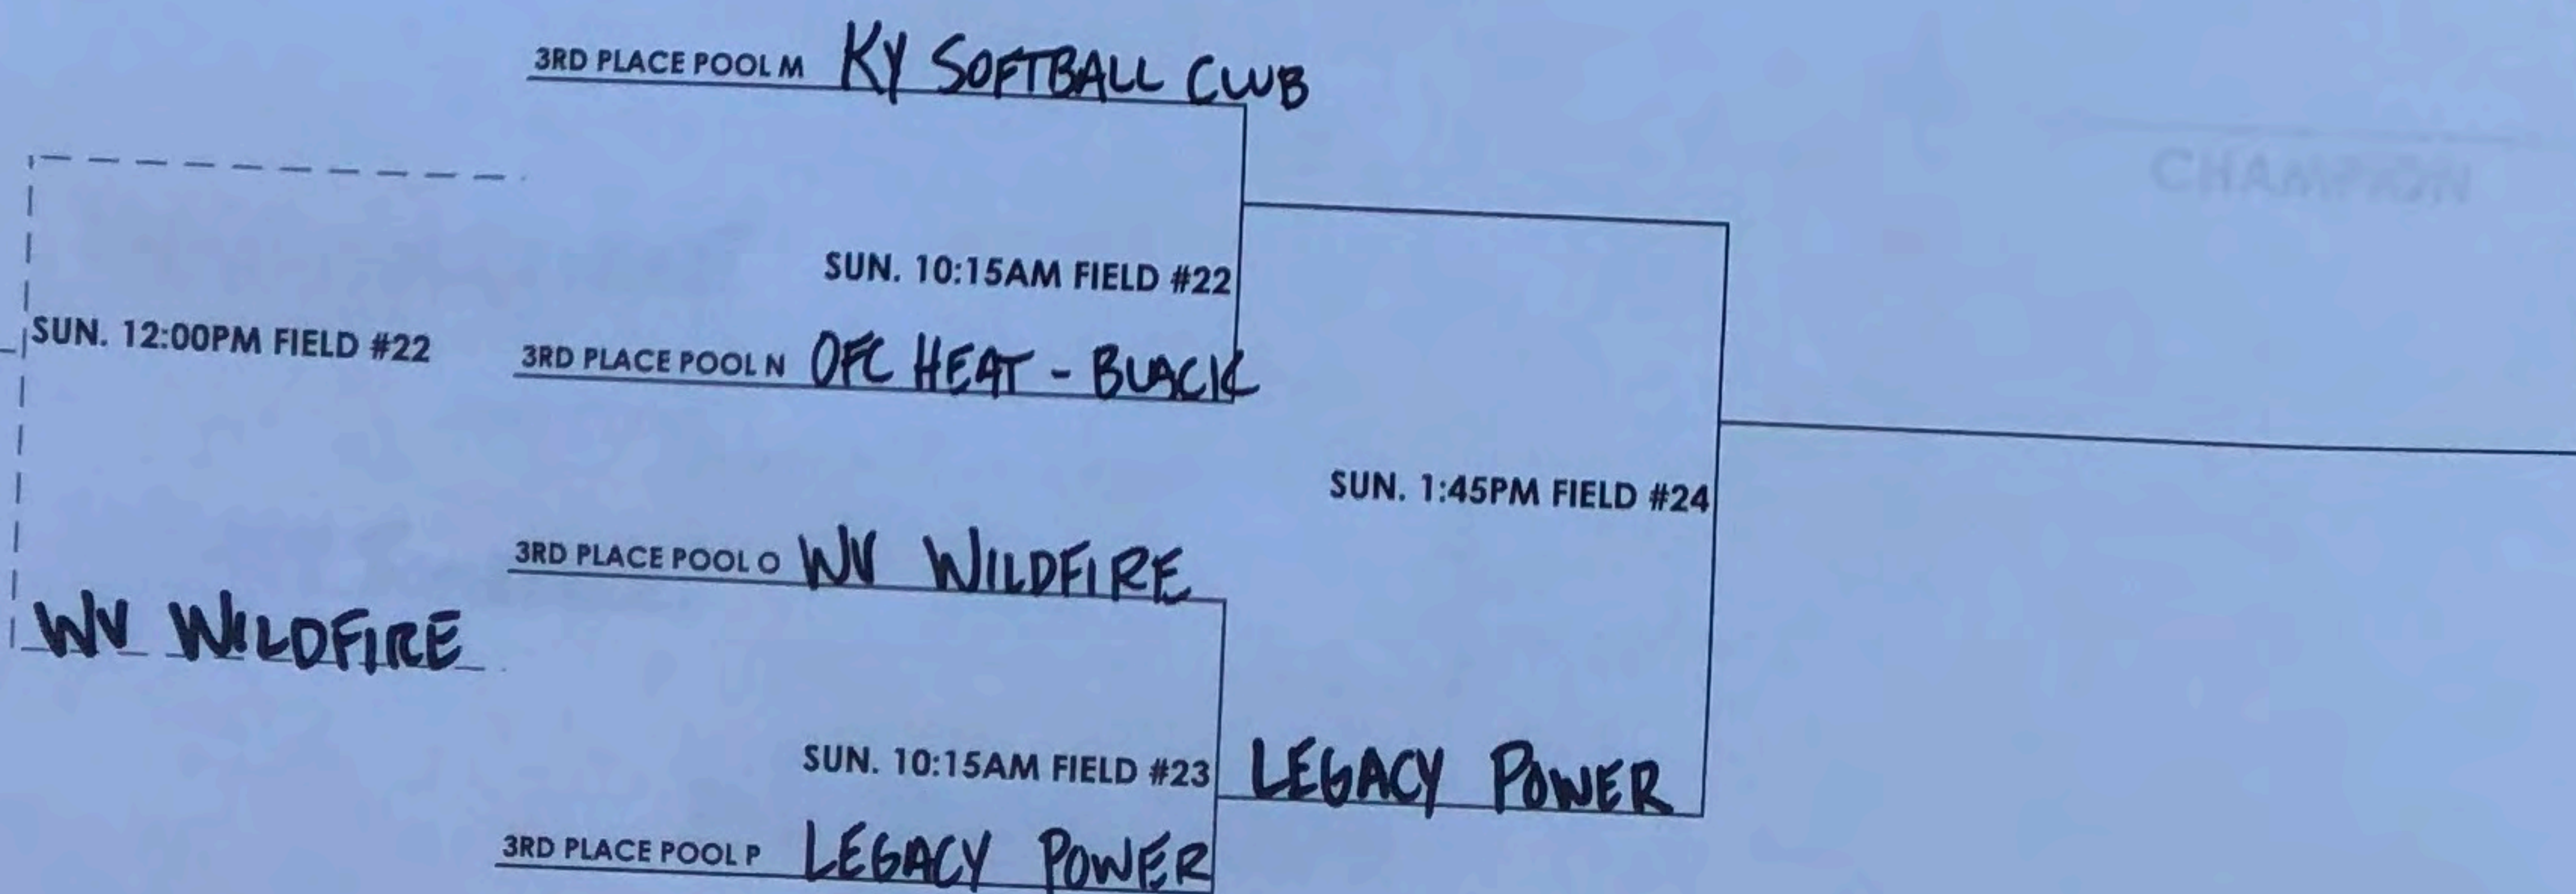 3RD PLACE POOL M KY SOFTBALL CLUB
CHAMPION
SUN. 10:15AM FIELD #22
SUN. 12:00PM FIELD #22
3RD PLACE POOL N OFC HEAT - BLACK
SUN. 1:45PM FIELD #24
3RD PLACE POOL O WV WILDFIRE
WV WILDFIRE
SUN. 10:15AM FIELD #23
LEGACY POWER
3RD PLACE POOL P LEGACY POWER